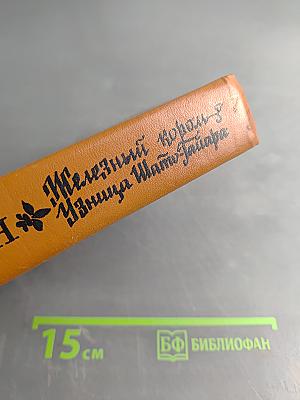 Н
Железный король
Узница Шато-Гайара
15 см
БФ БИБЛИОФАН